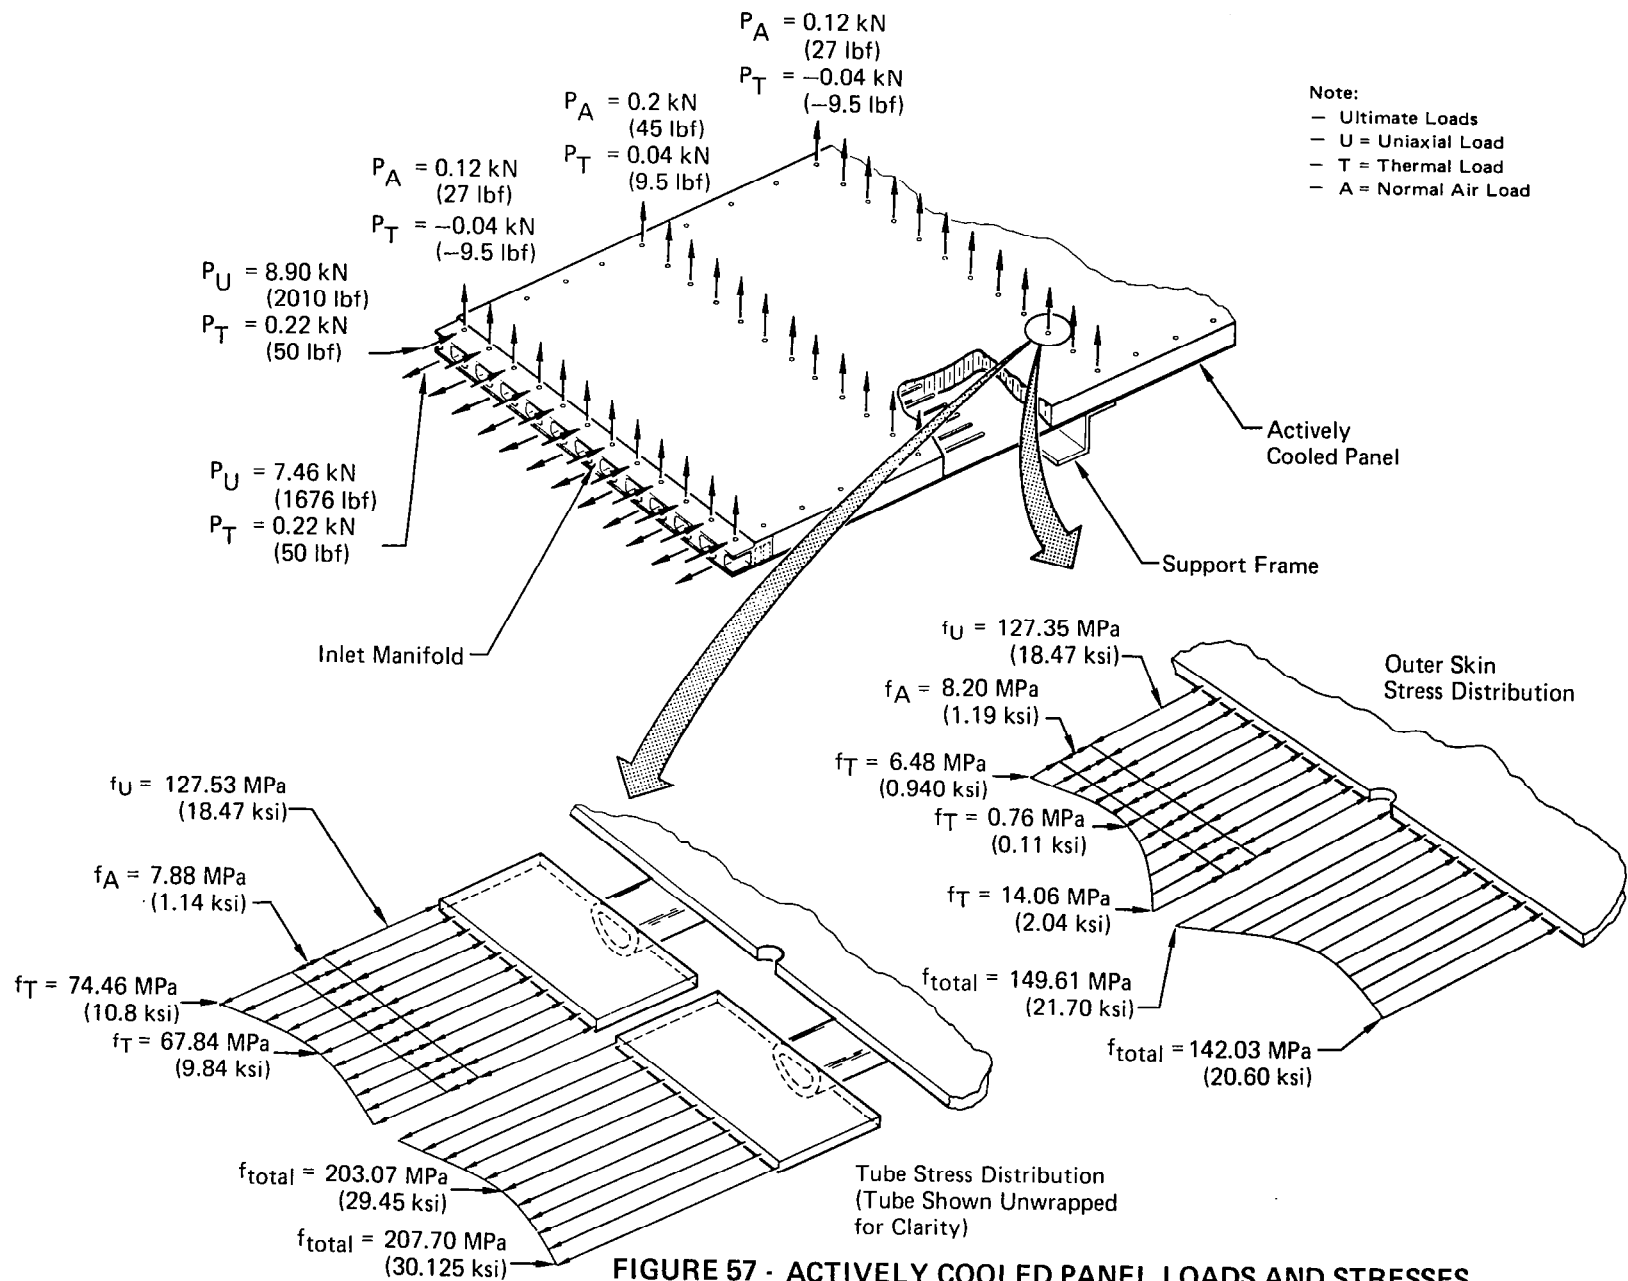 P_A = 0.12 kN
(27 lbf)
P_T = −0.04 kN
(−9.5 lbf)
P_A = 0.2 kN
(45 lbf)
P_T = 0.04 kN
(9.5 lbf)
P_A = 0.12 kN
(27 lbf)
P_T = −0.04 kN
(−9.5 lbf)
P_U = 8.90 kN
(2010 lbf)
P_T = 0.22 kN
(50 lbf)
P_U = 7.46 kN
(1676 lbf)
P_T = 0.22 kN
(50 lbf)
Note:
− Ultimate Loads
− U = Uniaxial Load
− T = Thermal Load
− A = Normal Air Load
Actively
Cooled Panel
Support Frame
Inlet Manifold
f_U = 127.35 MPa
(18.47 ksi)
f_A = 8.20 MPa
(1.19 ksi)
f_T = 6.48 MPa
(0.940 ksi)
f_T = 0.76 MPa
(0.11 ksi)
f_T = 14.06 MPa
(2.04 ksi)
f_total = 149.61 MPa
(21.70 ksi)
f_total = 142.03 MPa
(20.60 ksi)
Outer Skin
Stress Distribution
f_U = 127.53 MPa
(18.47 ksi)
f_A = 7.88 MPa
(1.14 ksi)
f_T = 74.46 MPa
(10.8 ksi)
f_T = 67.84 MPa
(9.84 ksi)
f_total = 203.07 MPa
(29.45 ksi)
f_total = 207.70 MPa
(30.125 ksi)
Tube Stress Distribution
(Tube Shown Unwrapped
for Clarity)
FIGURE 57 - ACTIVELY COOLED PANEL LOADS AND STRESSES